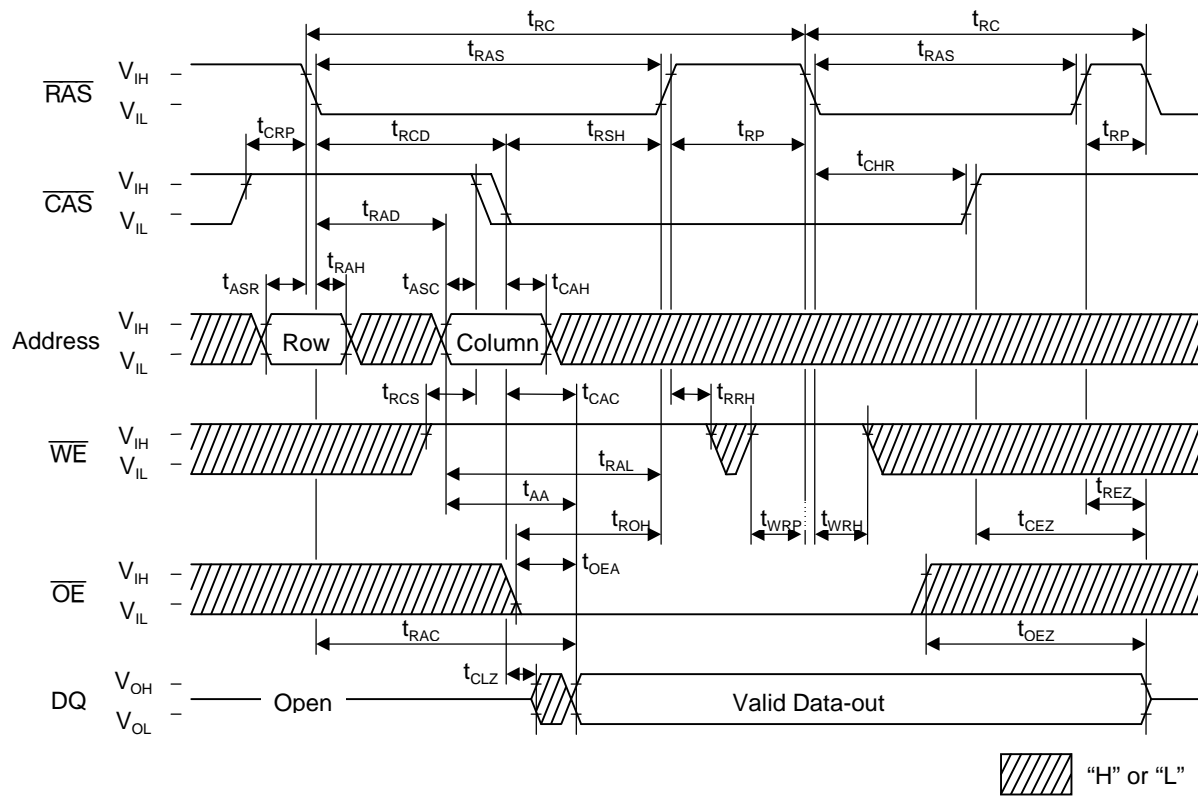 tRC tRC
tRAS tRAS
RAS VIH
VIL
tCRP tRCD tRSH tRP tRP
tCHR
CAS VIH
VIL
tRAD
tRAH
tASR tASC tCAH
Address VIH
VIL
Row Column
tRCS tCAC tRRH
WE VIH
VIL
tRAL
tAA tREZ
tROH tWRP tWRH tCEZ
tOEA
OE VIH
VIL
tRAC tOEZ
tCLZ
DQ VOH
VOL
Open Valid Data-out
“H” or “L”